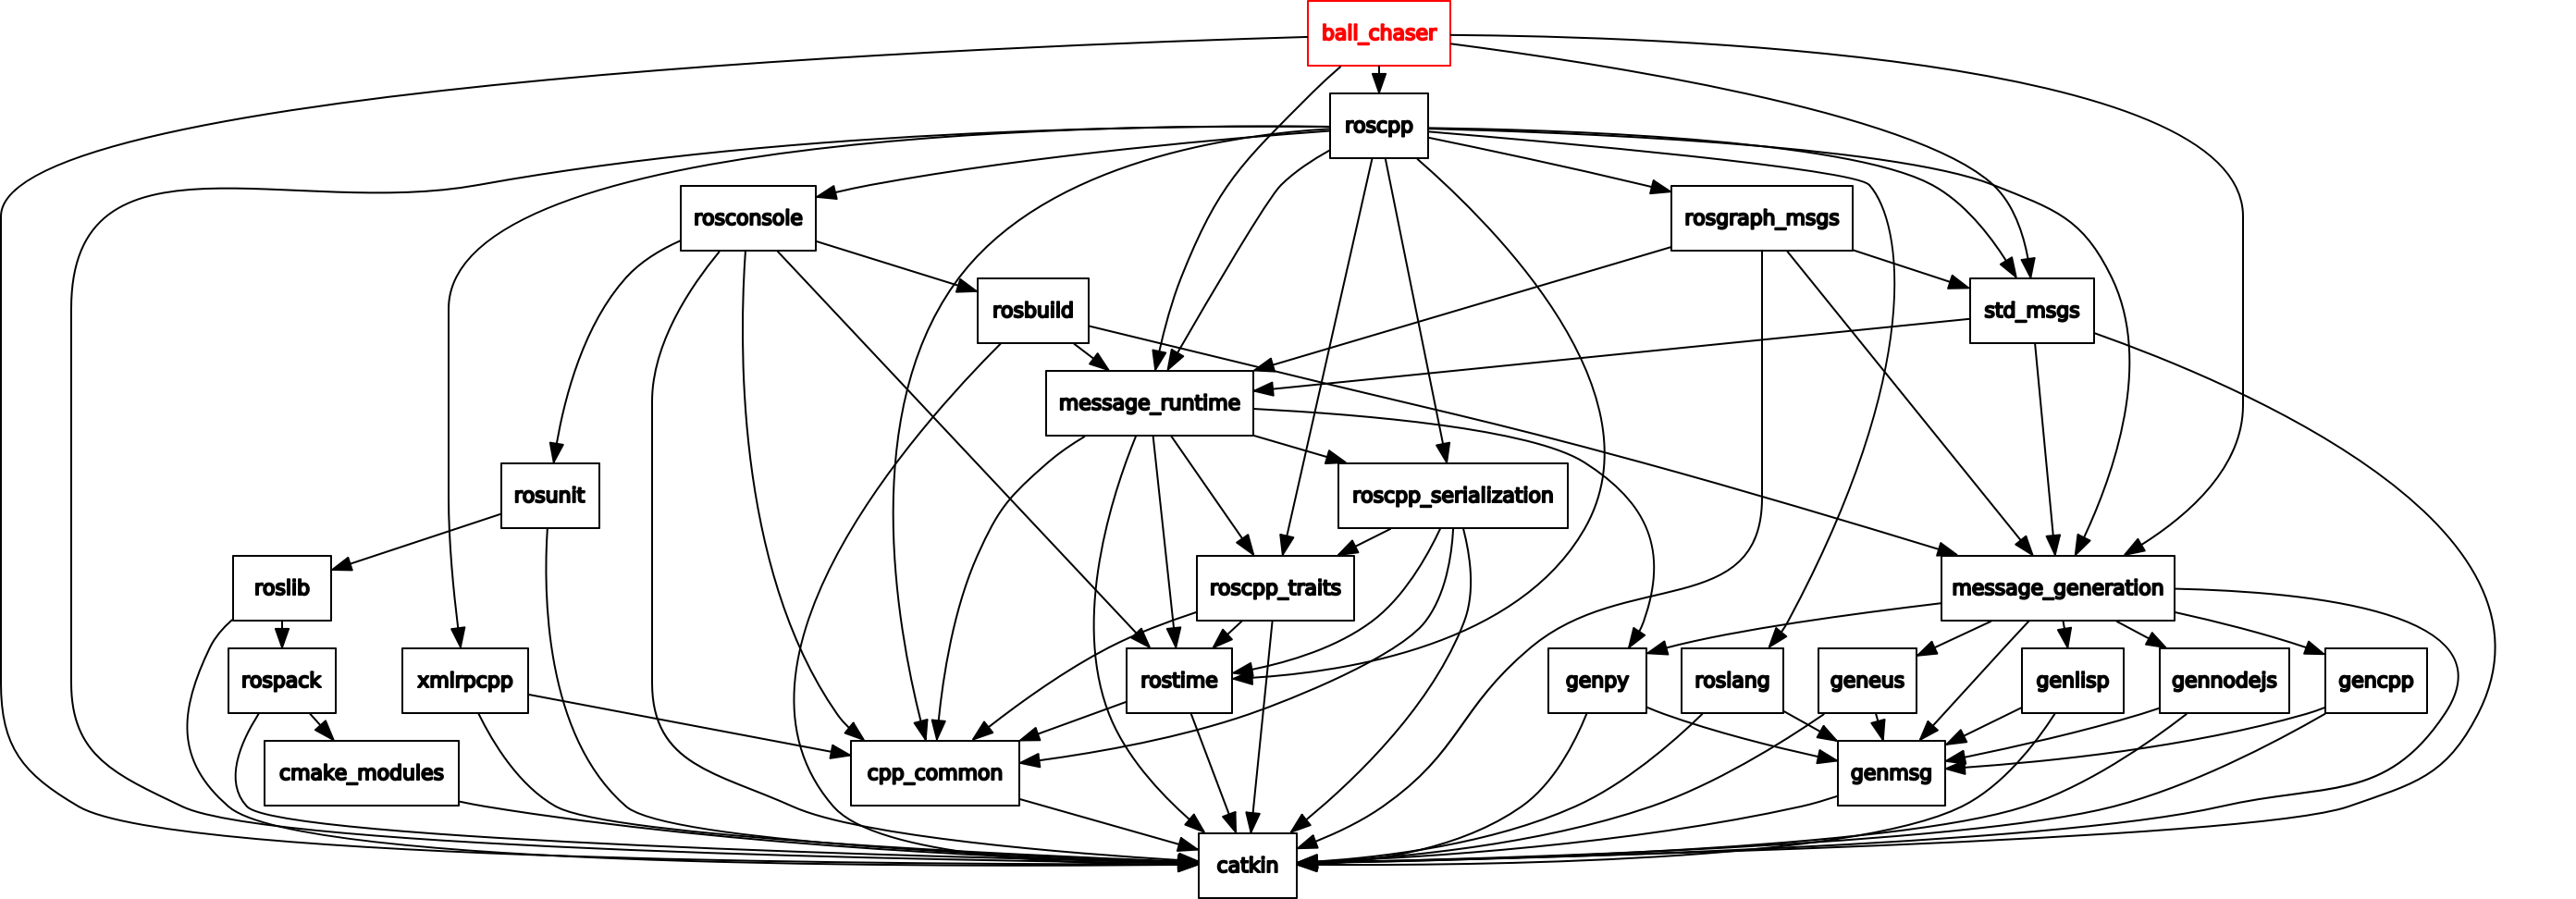 ball_chaser
roscpp
rosconsole
rosgraph_msgs
rosbuild
std_msgs
message_runtime
rosunit
roscpp_serialization
roslib
roscpp_traits
message_generation
rospack
xmlrpcpp
rostime
genpy
roslang
geneus
genlisp
gennodejs
gencpp
cmake_modules
cpp_common
genmsg
catkin